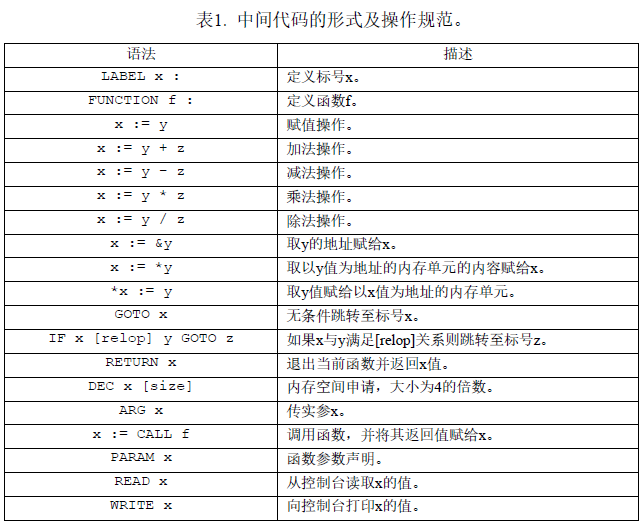 表1. 中间代码的形式及操作规范。
语法 描述
LABEL x : 定义标号x。
FUNCTION f : 定义函数f。
x := y 赋值操作。
x := y + z 加法操作。
x := y - z 减法操作。
x := y * z 乘法操作。
x := y / z 除法操作。
x := &y 取y的地址赋给x。
x := *y 取以y值为地址的内存单元的内容赋给x。
*x := y 取y值赋给以x值为地址的内存单元。
GOTO x 无条件跳转至标号x。
IF x [relop] y GOTO z 如果x与y满足[relop]关系则跳转至标号z。
RETURN x 退出当前函数并返回x值。
DEC x [size] 内存空间申请，大小为4的倍数。
ARG x 传实参x。
x := CALL f 调用函数，并将其返回值赋给x。
PARAM x 函数参数声明。
READ x 从控制台读取x的值。
WRITE x 向控制台打印x的值。